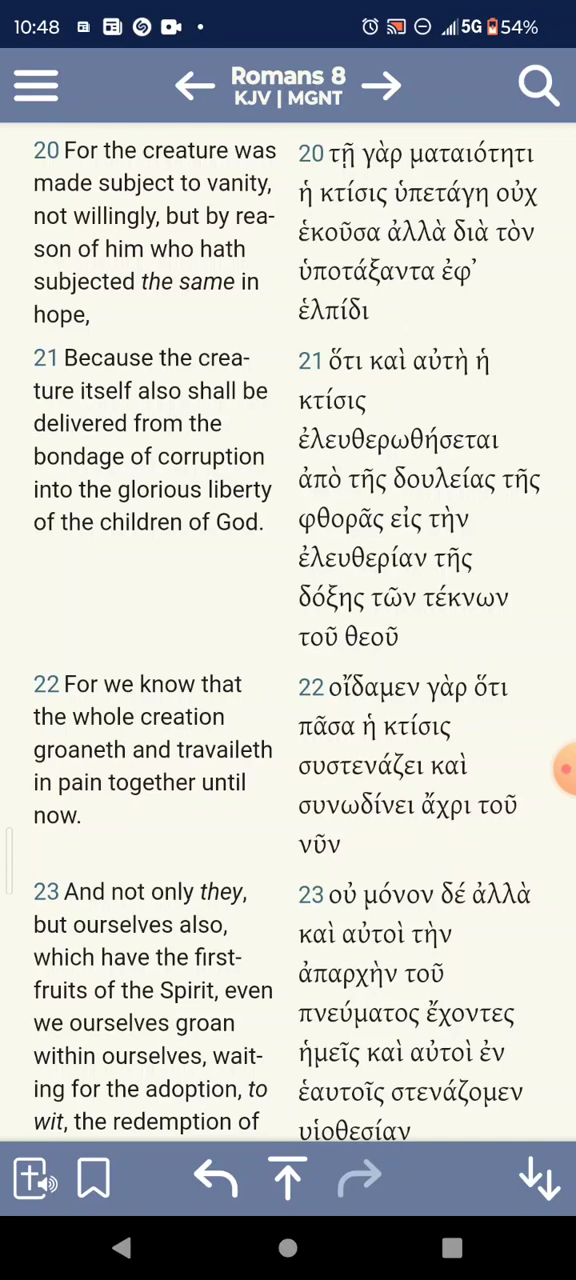 10:48
5G 54%
Romans 8
KJV | MGNT
20 For the creature was
made subject to vanity,
not willingly, but by rea-
son of him who hath
subjected the same in
hope,
20 τῇ γὰρ ματαιότητι
ἡ κτίσις ὑπετάγη οὐχ
ἑκοῦσα ἀλλὰ διὰ τὸν
ὑποτάξαντα ἐφ’
ἑλπίδι
21 Because the crea-
ture itself also shall be
delivered from the
bondage of corruption
into the glorious liberty
of the children of God.
21 ὅτι καὶ αὐτὴ ἡ
κτίσις
ἐλευθερωθήσεται
ἀπὸ τῆς δουλείας τῆς
φθορᾶς εἰς τὴν
ἐλευθερίαν τῆς
δόξης τῶν τέκνων
τοῦ θεοῦ
22 For we know that
the whole creation
groaneth and travaileth
in pain together until
now.
22 οἴδαμεν γὰρ ὅτι
πᾶσα ἡ κτίσις
συστενάζει καὶ
συνωδίνει ἄχρι τοῦ
νῦν
23 And not only they,
but ourselves also,
which have the first-
fruits of the Spirit, even
we ourselves groan
within ourselves, wait-
ing for the adoption, to
wit, the redemption of
23 οὐ μόνον δέ ἀλλὰ
καὶ αὐτοὶ τὴν
ἀπαρχὴν τοῦ
πνεύματος ἔχοντες
ἡμεῖς καὶ αὐτοὶ ἐν
ἑαυτοῖς στενάζομεν
υἱοθεσίαν